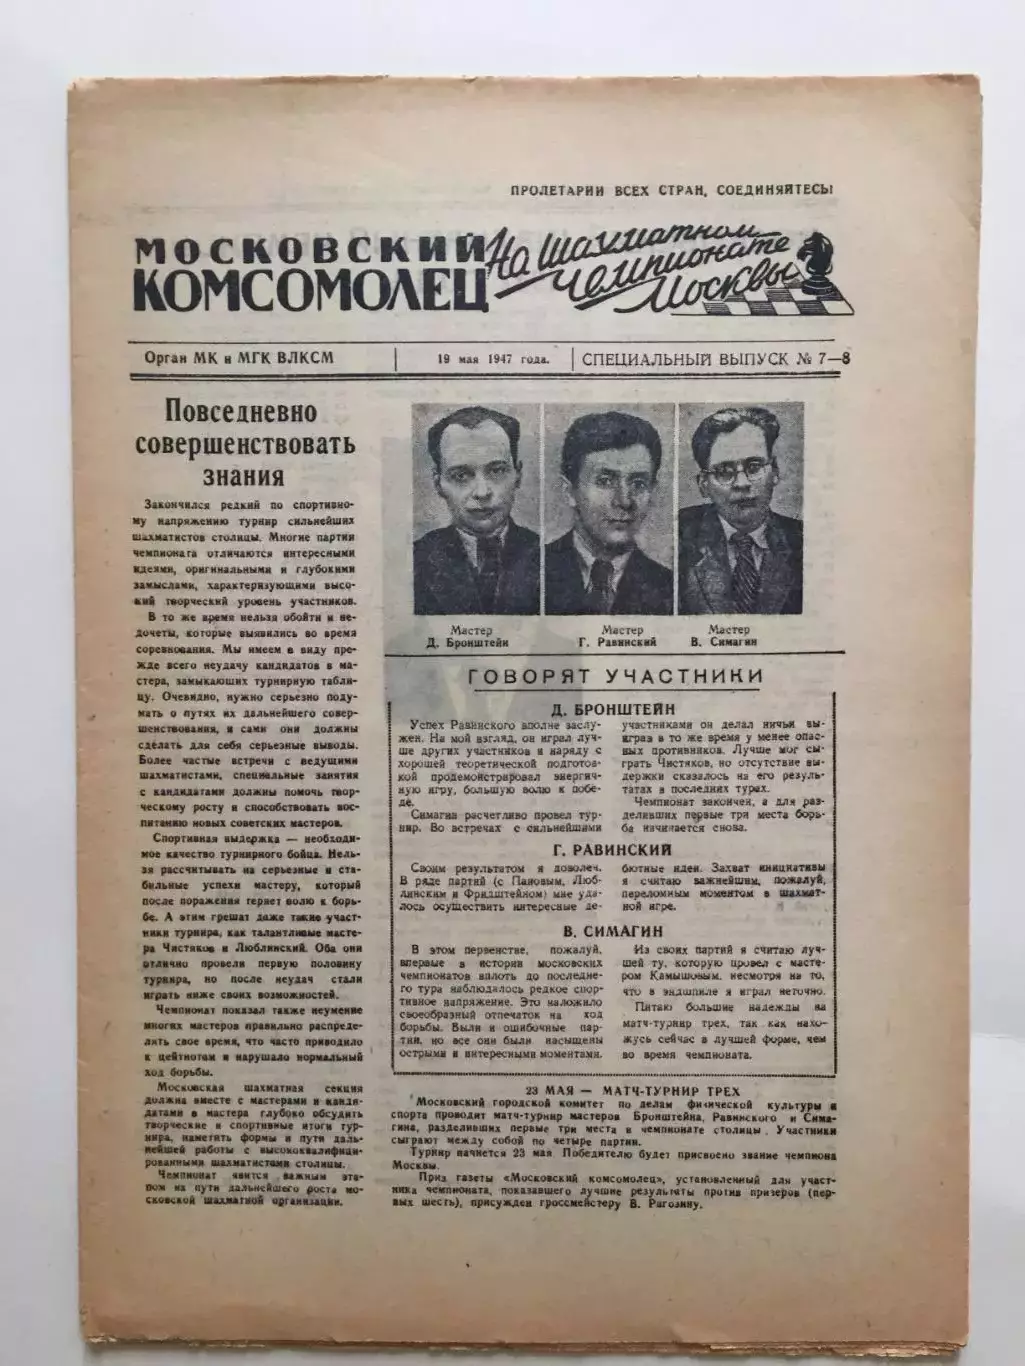 ПРОЛЕТАРИИ ВСЕХ СТРАН, СОЕДИНЯЙТЕСЬ!
МОСКОВСКИЙ
КОМСОМОЛЕЦ
На шахматном
чемпионате
Москвы
Орган МК и МГК ВЛКСМ
19 мая 1947 года.
СПЕЦИАЛЬНЫЙ ВЫПУСК № 7—8
Повседневно
совершенствовать
знания
Закончился редкий по спортивно-
му напряжению турнир сильнейших
шахматистов столицы. Многие партии
чемпионата отличаются интересными
идеями, оригинальными и глубокими
замыслами, характеризующими высо-
кий творческий уровень участников.
В то же время нельзя обойти и не-
дочеты, которые выявились во время
соревнования. Мы имеем в виду пре-
жде всего неудачу кандидатов в ма-
стера, замыкающих турнирную табли-
цу. Очевидно, нужно серьезно поду-
мать о путях их дальнейшего совер-
шенствования, и сами они должны
сделать для себя серьезные выводы.
Более частые встречи с ведущими
шахматистами, специальные занятия
с кандидатами должны помочь твор-
ческому росту и способствовать вос-
питанию новых советских мастеров.
Спортивная выдержка — необходи-
мое качество турнирного бойца. Нель-
зя рассчитывать на серьезные и ста-
бильные успехи мастеру, который
после поражения теряет волю к борь-
бе. А этим грешат даже такие участ-
ники турнира, как талантливые масте-
ра Чистяков и Люблинский. Оба они
отлично провели первую половину
турнира, но после неудач стали
играть ниже своих возможностей.
Чемпионат показал также неумение
многих мастеров правильно распреде-
лять свое время, что часто приводило
к цейтнотам и нарушало нормальный
ход борьбы.
Московская шахматная секция
должна вместе с мастерами и канди-
датами в мастера глубоко обсудить
творческие и спортивные итоги тур-
нира, наметить формы и пути даль-
нейшей работы с высококвалифици-
рованными шахматистами столицы.
Чемпионат явится важным эта-
пом на пути дальнейшего роста мо-
сковской шахматной организации.
Мастер
Д. Бронштейн
Мастер
Г. Равинский
Мастер
В. Симагин
ГОВОРЯТ УЧАСТНИКИ
Д. БРОНШТЕЙН
Успех Равинского вполне заслу-
жен. На мой взгляд, он играл луч-
ше других участников и наряду с
хорошей теоретической подготов-
кой продемонстрировал энергич-
ную игру, большую волю к побе-
де.
Симагин расчетливо провел тур-
нир. Во встречах с сильнейшими
участниками он делал ничьи вы-
играв в то же время у менее опас-
ных противников. Лучше мог сы-
грать Чистяков, но отсутствие вы-
держки сказалось на его резуль-
татах в последних турах.
Чемпионат закончен, а для раз-
деливших первые три места борь-
ба начинается снова.
Г. РАВИНСКИЙ
Своим результатом я доволен.
В ряде партий (с Пановым, Люб-
линским и Фридштейном) мне уда-
лось осуществить интересные де-
бютные идеи. Захват инициативы
я считаю важнейшим, пожалуй,
переломным моментом в шахмат-
ной игре.
В. СИМАГИН
В этом первенстве, пожалуй,
впервые в истории московских
чемпионатов вплоть до последне-
го тура наблюдалось редкое спор-
тивное напряжение. Это наложило
своеобразный отпечаток на ход
борьбы. Были и ошибочные пар-
тии, но все они были насыщены
острыми и интересными моментами.
Из своих партий я считаю луч-
шей ту, которую провел с масте-
ром Камышовым, несмотря на то,
что в эндшпиле я играл неточно.
Питаю большие надежды на
матч-турнир трех, так как нахо-
жусь сейчас в лучшей форме, чем
во время чемпионата.
23 МАЯ — МАТЧ-ТУРНИР ТРЕХ
Московский городской комитет по делам физической культуры и
спорта проводит матч-турнир мастеров Бронштейна, Равинского и Сима-
гина, разделивших первые три места в чемпионате столицы. Участники
сыграют между собой по четыре партии.
Турнир начнется 23 мая. Победителю будет присвоено звание чемпиона
Москвы.
Приз газеты «Московский комсомолец», установленный для участ-
ника чемпионата, показавшего лучшие результаты против призеров (пер-
вых шесть), присужден гроссмейстеру В. Рагозину.